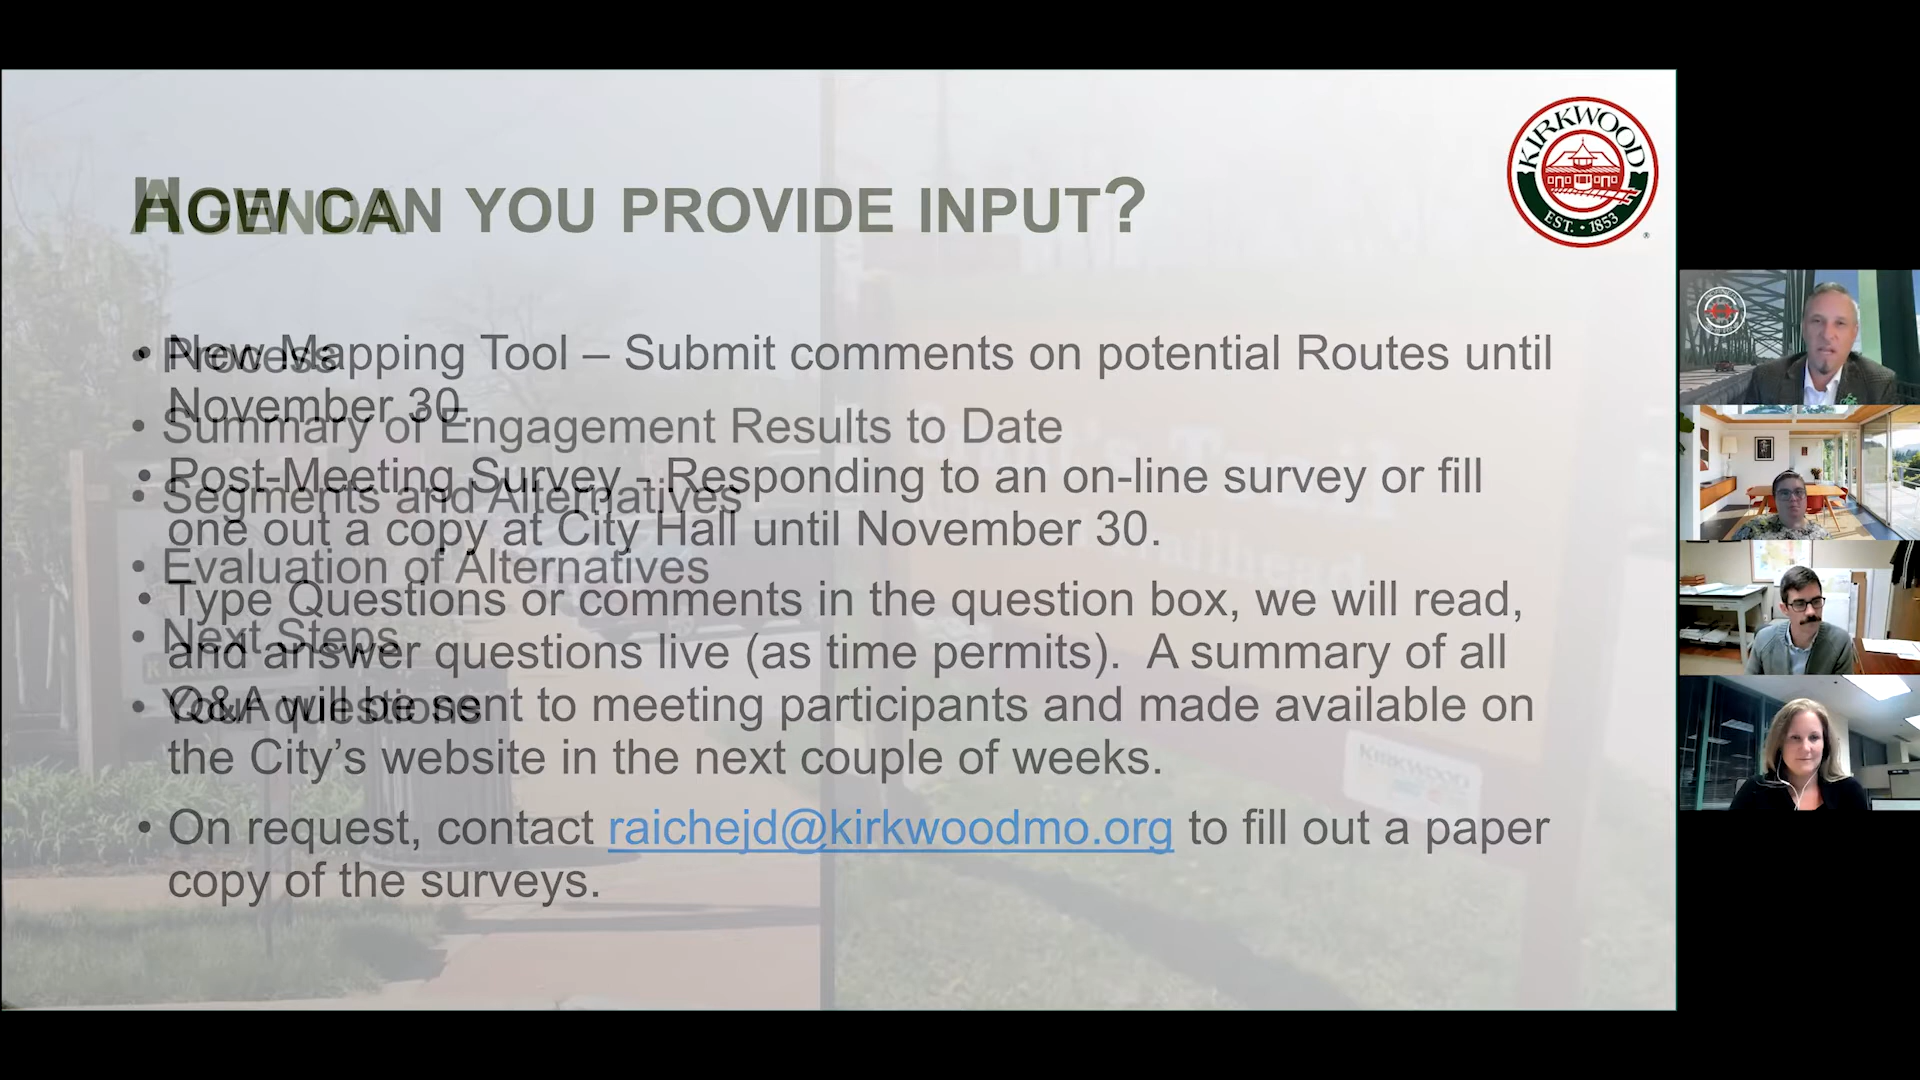 HOW CAN YOU PROVIDE INPUT?
AGENDA
• New Mapping Tool – Submit comments on potential Routes until
November 30.
• Post-Meeting Survey - Responding to an on-line survey or fill
one out a copy at City Hall until November 30.
• Type Questions or comments in the question box, we will read,
and answer questions live (as time permits). A summary of all
Q&A will be sent to meeting participants and made available on
the City’s website in the next couple of weeks.
• On request, contact raichejd@kirkwoodmo.org to fill out a paper
copy of the surveys.
• Process
• Summary of Engagement Results to Date
• Segments and Alternatives
• Evaluation of Alternatives
• Next Steps
• Your questions
KIRKWOOD
EST. • 1853
®
Trailhead
KIRKWOOD